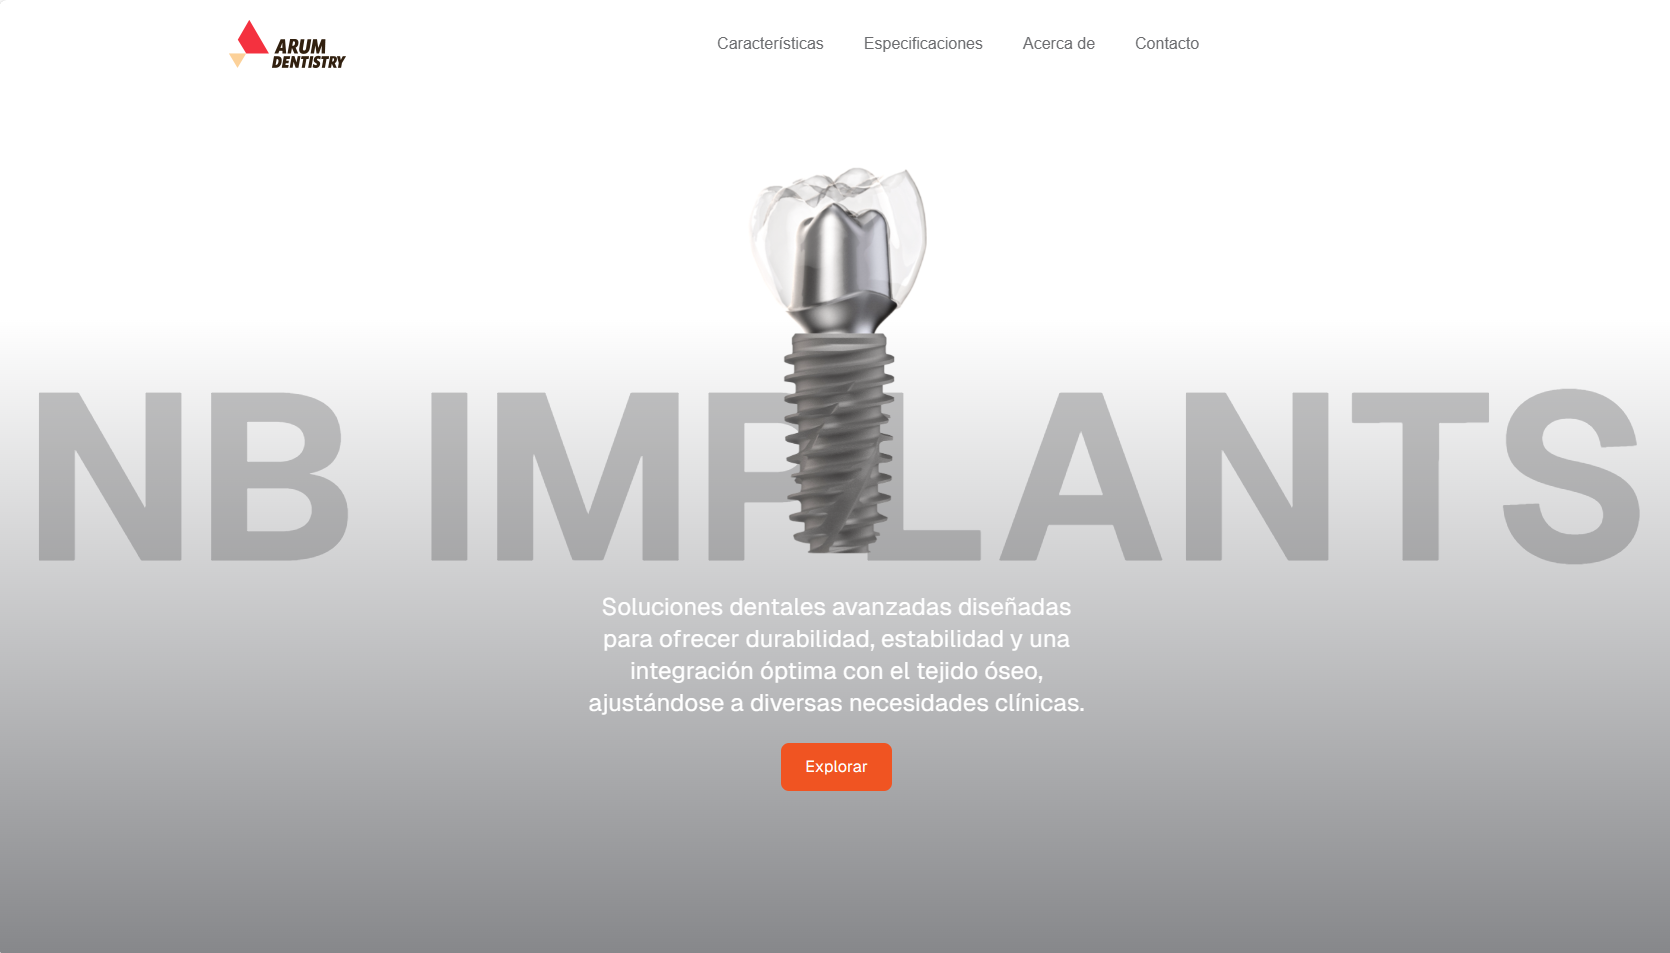 ARUM
DENTISTRY
Características
Especificaciones
Acerca de
Contacto
NB IMPLANTS
Soluciones dentales avanzadas diseñadas
para ofrecer durabilidad, estabilidad y una
integración óptima con el tejido óseo,
ajustándose a diversas necesidades clínicas.
Explorar